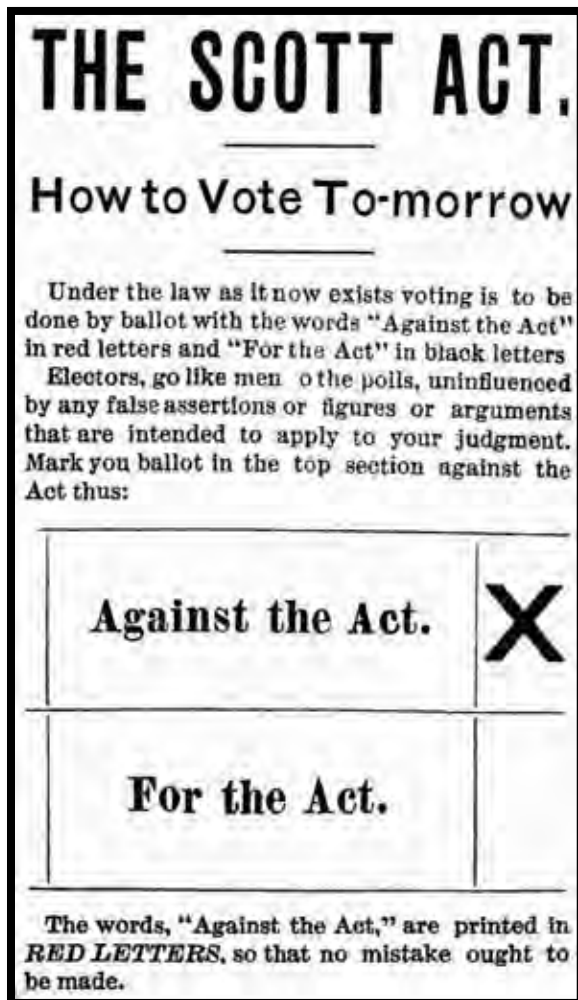 THE SCOTT ACT.
How to Vote To-morrow
Under the law as it now exists voting is to be
done by ballot with the words "Against the Act"
in red letters and "For the Act" in black letters
Electors, go like men o the polls, uninfluenced
by any false assertions or figures or arguments
that are intended to apply to your judgment.
Mark you ballot in the top section against the
Act thus:
Against the Act. X
For the Act.
The words, "Against the Act," are printed in
RED LETTERS, so that no mistake ought to
be made.